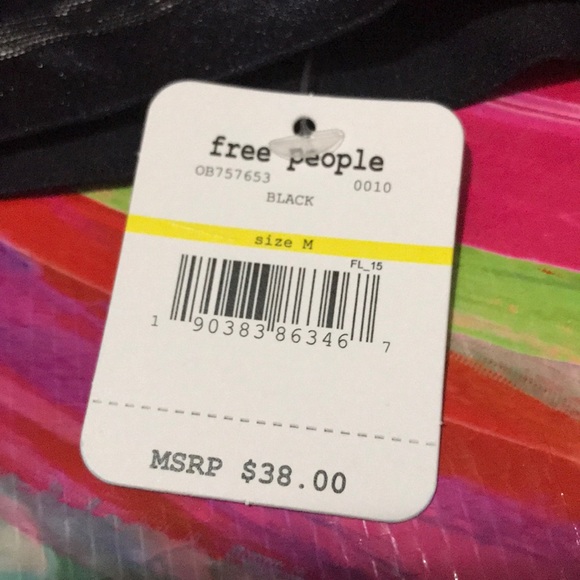 free people
OB757653 0010
BLACK
size M
FL_15
1 90383 86346 7
MSRP $38.00